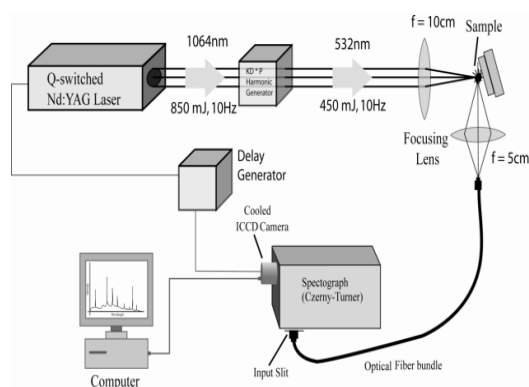 Q-switched
Nd:YAG Laser
1064nm
850 mJ, 10Hz
KD*P
Harmonic
Generator
532nm
450 mJ, 10Hz
f = 10cm
Sample
Focusing
Lens
f = 5cm
Delay
Generator
Cooled
ICCD Camera
Spectograph
(Czerny-Turner)
Input Slit
Optical Fiber bundle
Computer